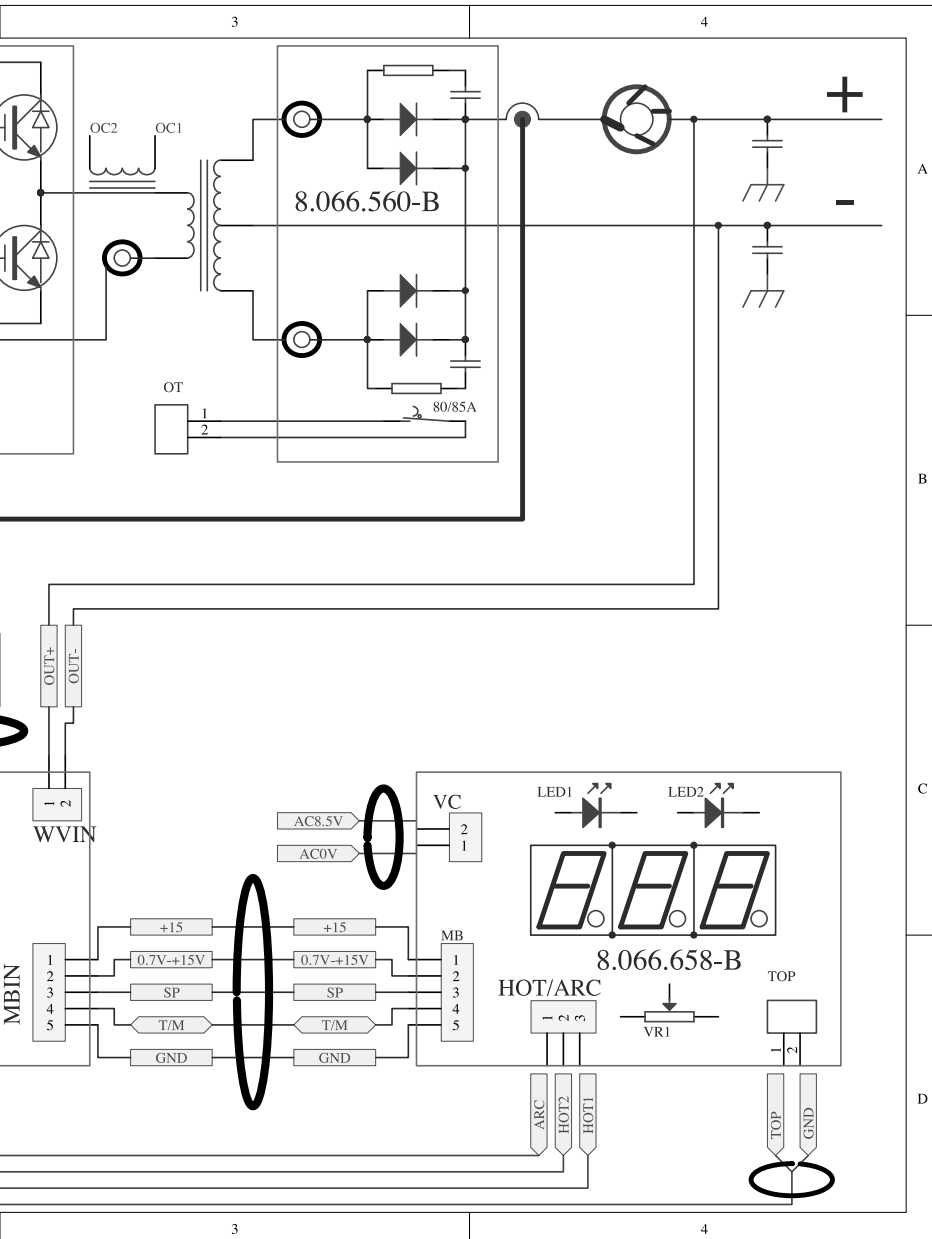 3 4
OC2 OC1
+
A
8.066.560-B
-
OT
1
2
80/85A
B
OUT+ OUT-
C
1 2
WVIN
AC8.5V
AC0V
VC
2
1
LED1 LED2
+15 +15
0.7V-+15V 0.7V-+15V
SP SP
T/M T/M
GND GND
MBIN
1
2
3
4
5
MB
1
2
3
4
5
8.066.658-B
HOT/ARC
1 2 3
VR1
TOP
1 2
D
ARC HOT2 HOT1
TOP GND
3 4